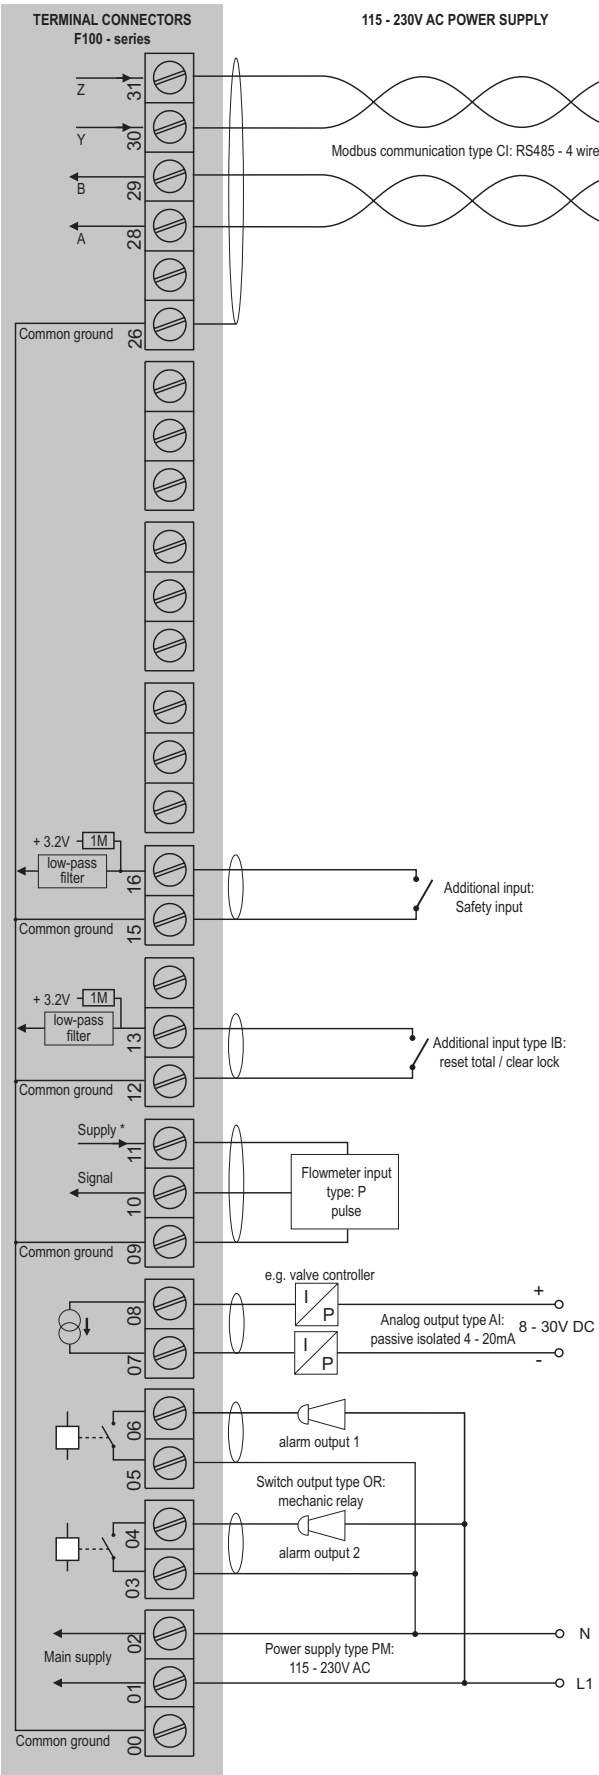 TERMINAL CONNECTORS
F100 - series
115 - 230V AC POWER SUPPLY
Z
31
Y
30
Modbus communication type CI: RS485 - 4 wire
B
29
A
28
Common ground
26
+ 3.2V
1M
low-pass
filter
16
Additional input:
Safety input
Common ground
15
+ 3.2V
1M
low-pass
filter
13
Additional input type IB:
reset total / clear lock
Common ground
12
Supply *
11
Signal
10
Flowmeter input
type: P
pulse
Common ground
09
e.g. valve controller
08
I
P
+
Analog output type AI:
passive isolated 4 - 20mA
8 - 30V DC
07
I
P
-
06
alarm output 1
05
Switch output type OR:
mechanic relay
04
alarm output 2
03
02
N
Main supply
Power supply type PM:
115 - 230V AC
01
L1
Common ground
00